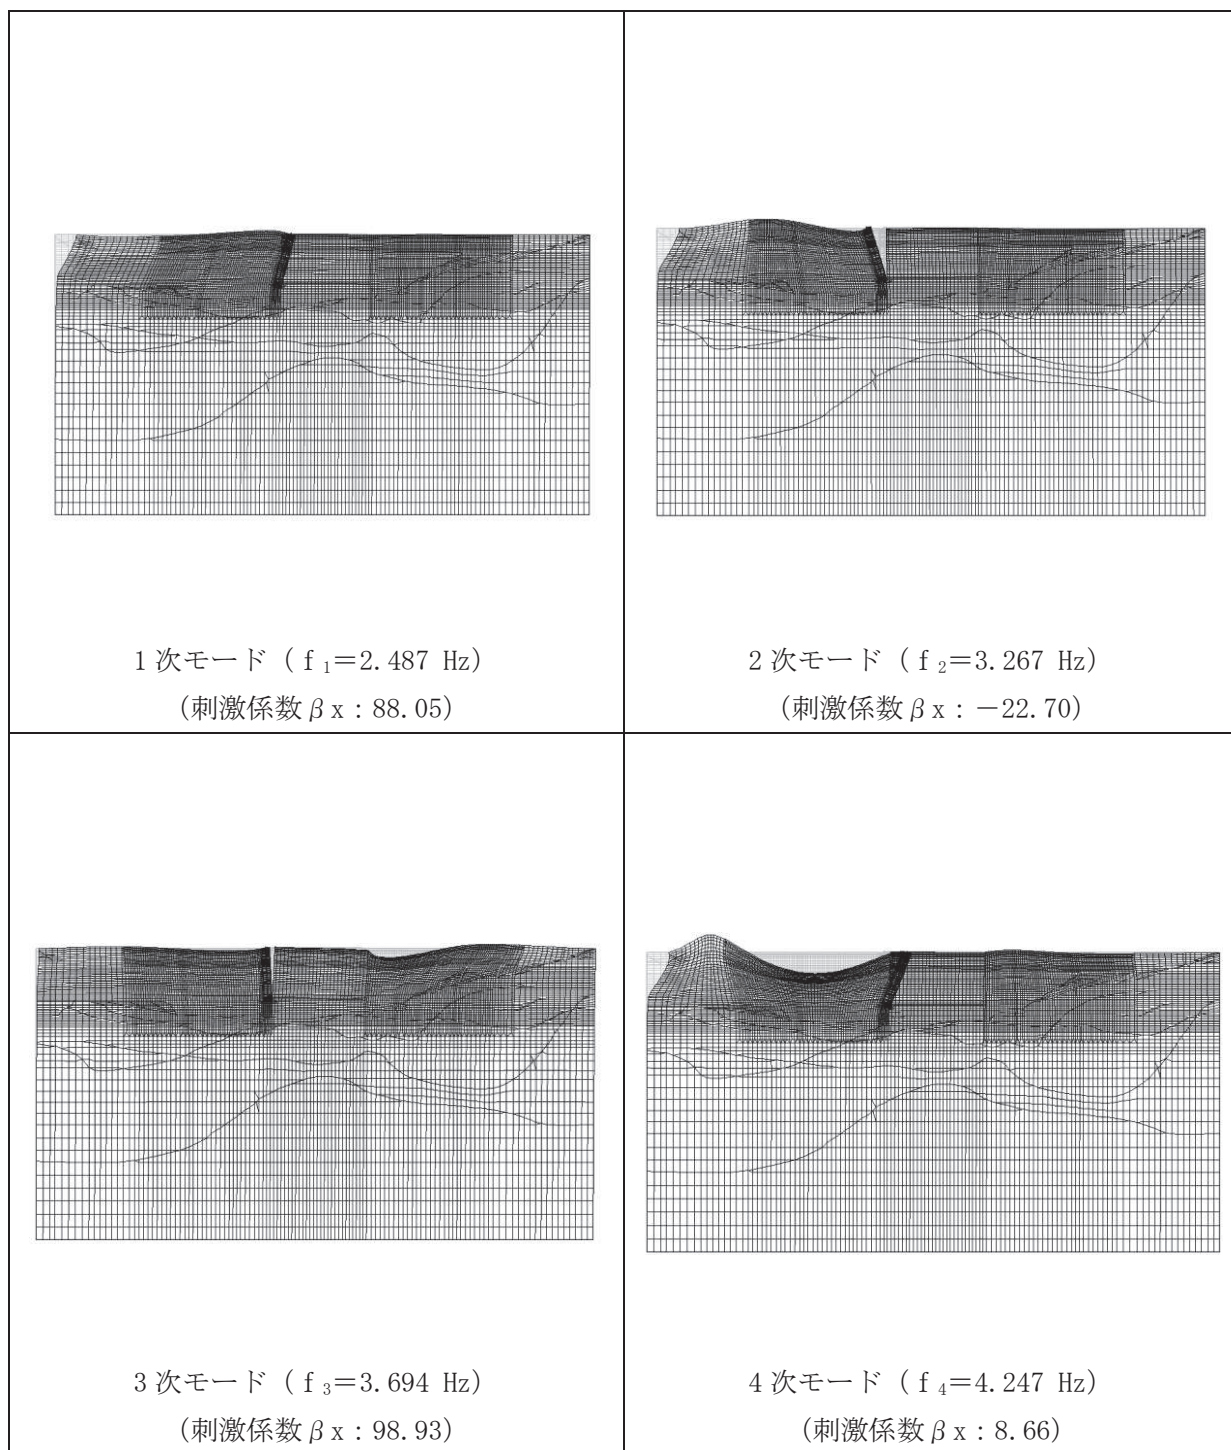 1次モード（f₁＝2.487 Hz）
（刺激係数βx：88.05）
2次モード（f₂＝3.267 Hz）
（刺激係数βx：－22.70）
3次モード（f₃＝3.694 Hz）
（刺激係数βx：98.93）
4次モード（f₄＝4.247 Hz）
（刺激係数βx：8.66）